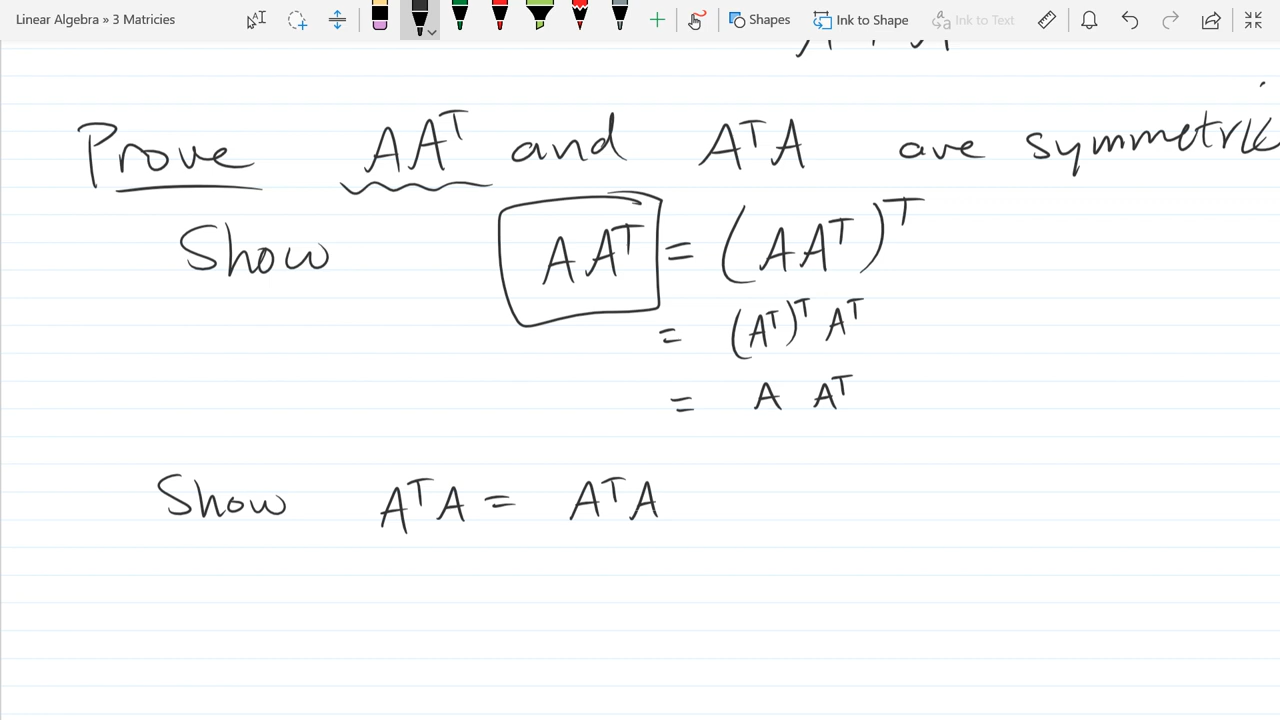 Linear Algebra » 3 Matricies
Shapes Ink to Shape Ink to Text
Prove AAᵀ and AᵀA are symmetric
Show AAᵀ = (AAᵀ)ᵀ
= (Aᵀ)ᵀ Aᵀ
= A Aᵀ
Show AᵀA = AᵀA